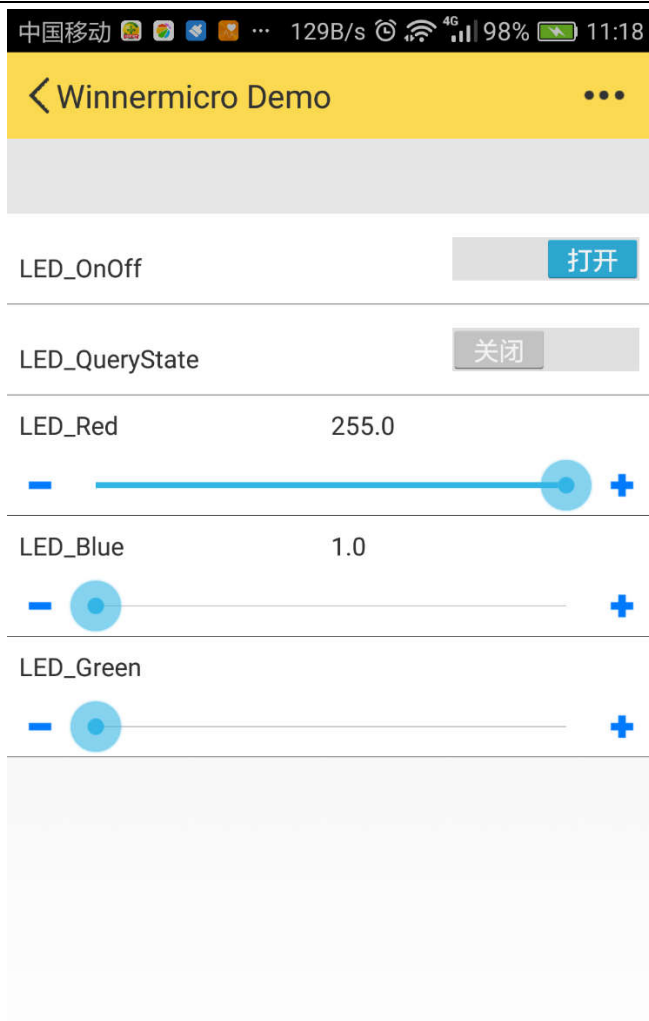 中国移动 ... 129B/s 4G 98% 11:18
Winnermicro Demo
LED_OnOff 打开
LED_QueryState 关闭
LED_Red 255.0
LED_Blue 1.0
LED_Green